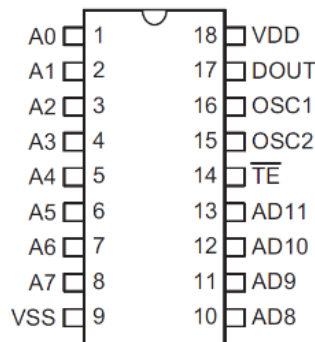 A0 1 18 VDD
A1 2 17 DOUT
A2 3 16 OSC1
A3 4 15 OSC2
A4 5 14 T̅E̅
A5 6 13 AD11
A6 7 12 AD10
A7 8 11 AD9
VSS 9 10 AD8